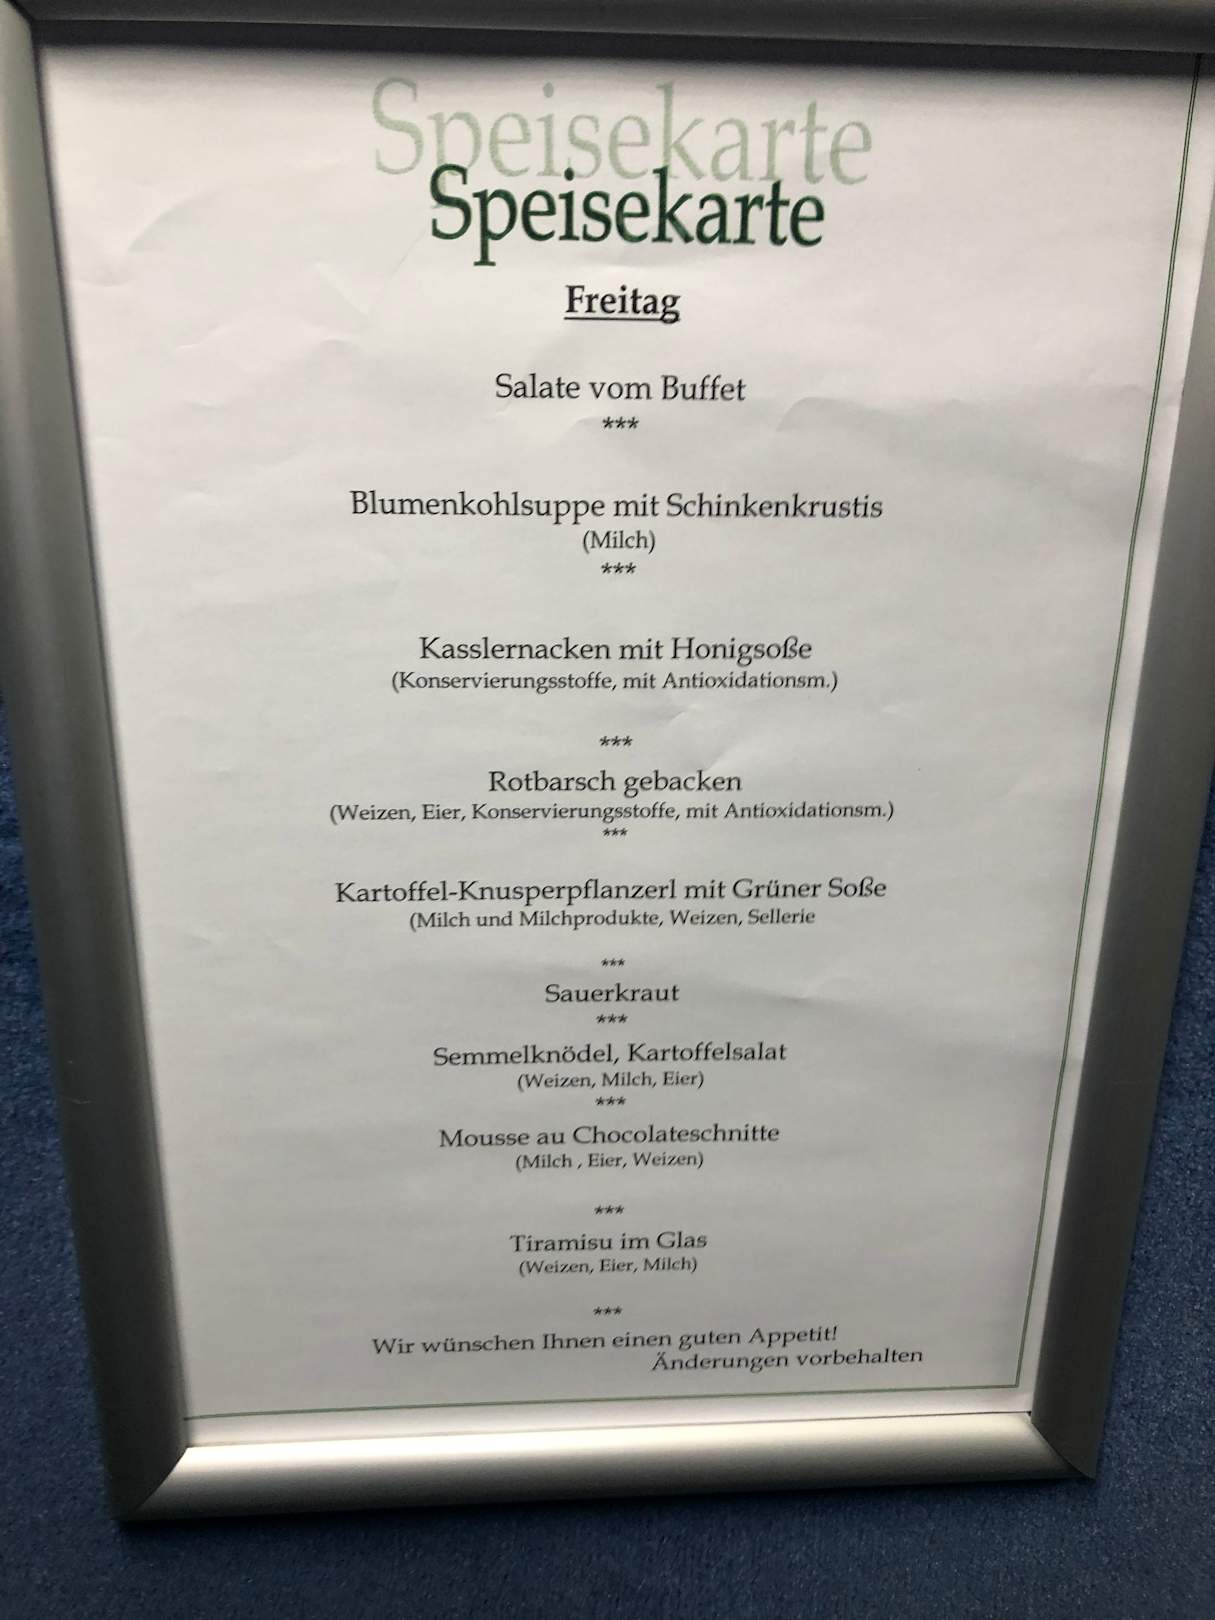 Speisekarte
Speisekarte
Freitag
Salate vom Buffet
***
Blumenkohlsuppe mit Schinkenkrustis
(Milch)
***
Kasslernacken mit Honigsoße
(Konservierungsstoffe, mit Antioxidationsm.)
***
Rotbarsch gebacken
(Weizen, Eier, Konservierungsstoffe, mit Antioxidationsm.)
***
Kartoffel-Knusperpflanzerl mit Grüner Soße
(Milch und Milchprodukte, Weizen, Sellerie
***
Sauerkraut
***
Semmelknödel, Kartoffelsalat
(Weizen, Milch, Eier)
***
Mousse au Chocolateschnitte
(Milch , Eier, Weizen)
***
Tiramisu im Glas
(Weizen, Eier, Milch)
***
Wir wünschen Ihnen einen guten Appetit!
Änderungen vorbehalten